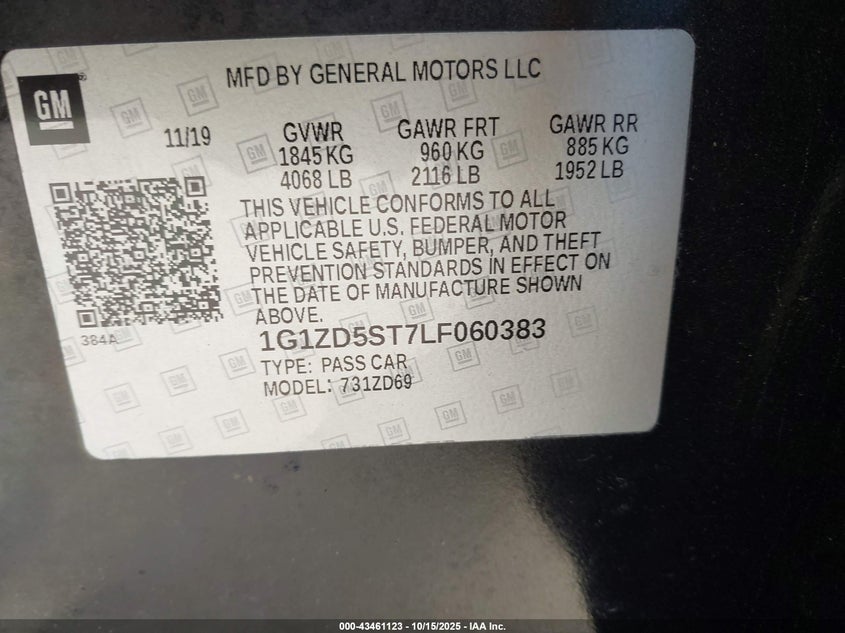 GM
MFD BY GENERAL MOTORS LLC
11/19
GVWR
1845 KG
4068 LB
GAWR FRT
960 KG
2116 LB
GAWR RR
885 KG
1952 LB
THIS VEHICLE CONFORMS TO ALL
APPLICABLE U.S. FEDERAL MOTOR
VEHICLE SAFETY, BUMPER, AND THEFT
PREVENTION STANDARDS IN EFFECT ON
THE DATE OF MANUFACTURE SHOWN
ABOVE.
384A
1G1ZD5ST7LF060383
TYPE: PASS CAR
MODEL: 731ZD69
000-43461123 - 10/15/2025 - IAA Inc.